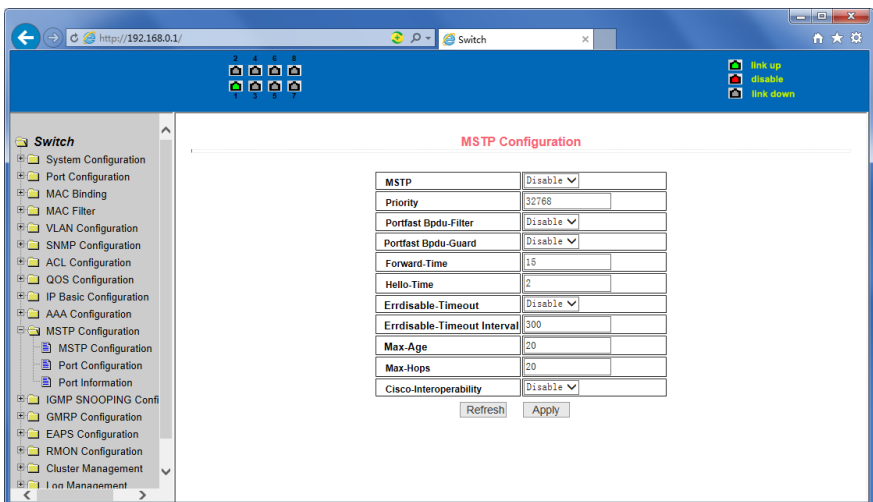 http://192.168.0.1/
Switch
2 4 6 8
1 3 5 7
link up
disable
link down
Switch
System Configuration
Port Configuration
MAC Binding
MAC Filter
VLAN Configuration
SNMP Configuration
ACL Configuration
QOS Configuration
IP Basic Configuration
AAA Configuration
MSTP Configuration
MSTP Configuration
Port Configuration
Port Information
IGMP SNOOPING Confi
GMRP Configuration
EAPS Configuration
RMON Configuration
Cluster Management
Log Management
MSTP Configuration
MSTP Disable
Priority 32768
Portfast Bpdu-Filter Disable
Portfast Bpdu-Guard Disable
Forward-Time 15
Hello-Time 2
Errdisable-Timeout Disable
Errdisable-Timeout Interval 300
Max-Age 20
Max-Hops 20
Cisco-Interoperability Disable
Refresh Apply